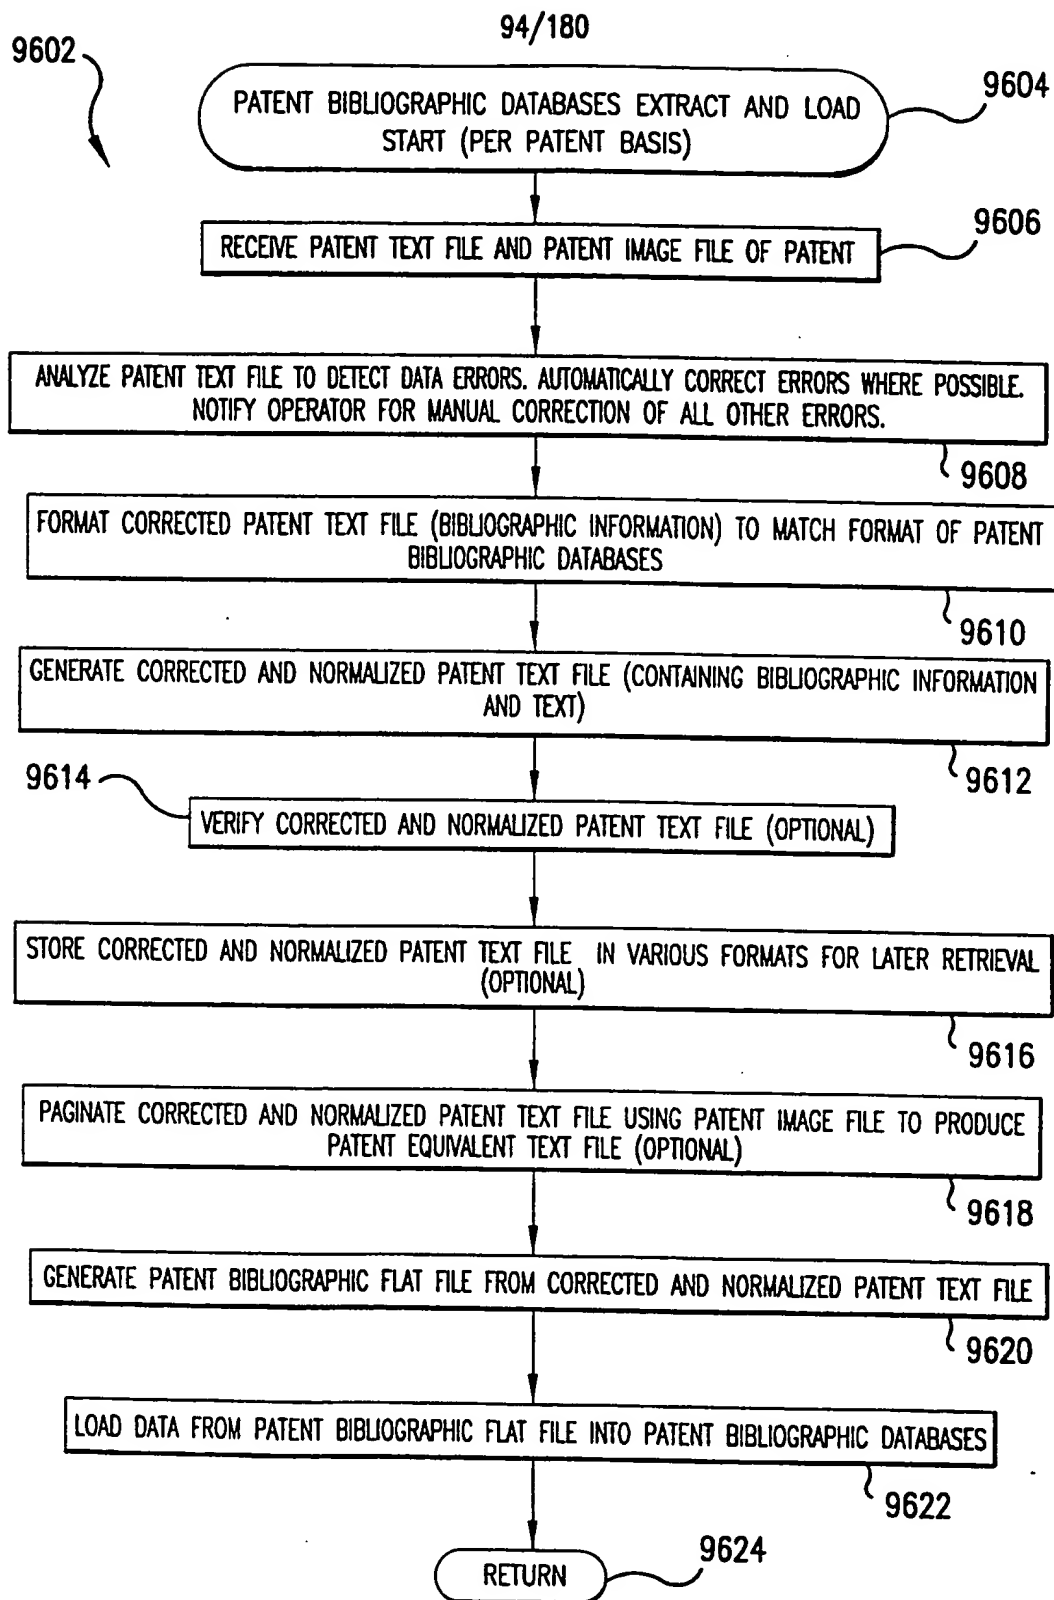 94/180
9602
PATENT BIBLIOGRAPHIC DATABASES EXTRACT AND LOAD
START (PER PATENT BASIS)
9604
RECEIVE PATENT TEXT FILE AND PATENT IMAGE FILE OF PATENT
9606
ANALYZE PATENT TEXT FILE TO DETECT DATA ERRORS. AUTOMATICALLY CORRECT ERRORS WHERE POSSIBLE.
NOTIFY OPERATOR FOR MANUAL CORRECTION OF ALL OTHER ERRORS.
9608
FORMAT CORRECTED PATENT TEXT FILE (BIBLIOGRAPHIC INFORMATION) TO MATCH FORMAT OF PATENT
BIBLIOGRAPHIC DATABASES
9610
GENERATE CORRECTED AND NORMALIZED PATENT TEXT FILE (CONTAINING BIBLIOGRAPHIC INFORMATION
AND TEXT)
9612
9614
VERIFY CORRECTED AND NORMALIZED PATENT TEXT FILE (OPTIONAL)
STORE CORRECTED AND NORMALIZED PATENT TEXT FILE IN VARIOUS FORMATS FOR LATER RETRIEVAL
(OPTIONAL)
9616
PAGINATE CORRECTED AND NORMALIZED PATENT TEXT FILE USING PATENT IMAGE FILE TO PRODUCE
PATENT EQUIVALENT TEXT FILE (OPTIONAL)
9618
GENERATE PATENT BIBLIOGRAPHIC FLAT FILE FROM CORRECTED AND NORMALIZED PATENT TEXT FILE
9620
LOAD DATA FROM PATENT BIBLIOGRAPHIC FLAT FILE INTO PATENT BIBLIOGRAPHIC DATABASES
9622
RETURN
9624